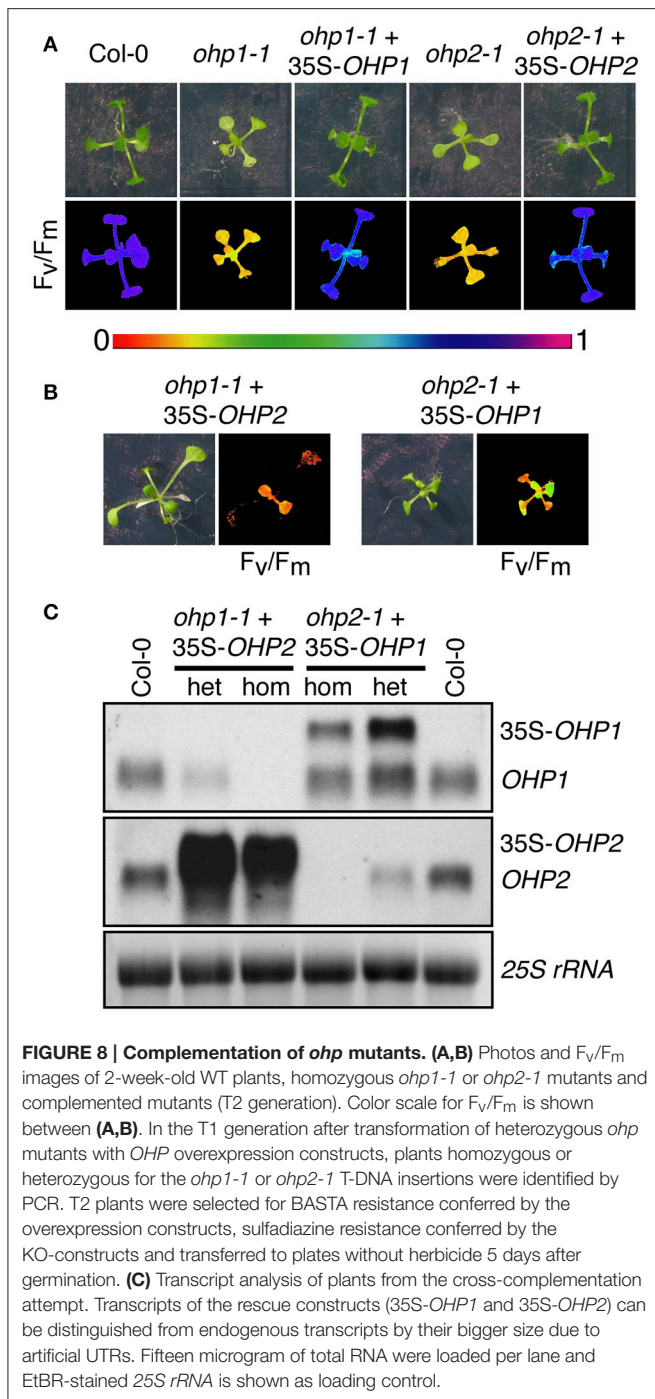 A
Col-0 ohp1-1 ohp1-1 + 35S-OHP1 ohp2-1 ohp2-1 + 35S-OHP2
Fv/Fm
0 1
B
ohp1-1 + 35S-OHP2 ohp2-1 + 35S-OHP1
Fv/Fm Fv/Fm
C
Col-0 ohp1-1 + 35S-OHP2 ohp2-1 + 35S-OHP1 Col-0
het hom hom het
35S-OHP1
OHP1
35S-OHP2
OHP2
25S rRNA
FIGURE 8 | Complementation of ohp mutants. (A,B) Photos and Fv/Fm
images of 2-week-old WT plants, homozygous ohp1-1 or ohp2-1 mutants and
complemented mutants (T2 generation). Color scale for Fv/Fm is shown
between (A,B). In the T1 generation after transformation of heterozygous ohp
mutants with OHP overexpression constructs, plants homozygous or
heterozygous for the ohp1-1 or ohp2-1 T-DNA insertions were identified by
PCR. T2 plants were selected for BASTA resistance conferred by the
overexpression constructs, sulfadiazine resistance conferred by the
KO-constructs and transferred to plates without herbicide 5 days after
germination. (C) Transcript analysis of plants from the cross-complementation
attempt. Transcripts of the rescue constructs (35S-OHP1 and 35S-OHP2) can
be distinguished from endogenous transcripts by their bigger size due to
artificial UTRs. Fifteen microgram of total RNA were loaded per lane and
EtBR-stained 25S rRNA is shown as loading control.